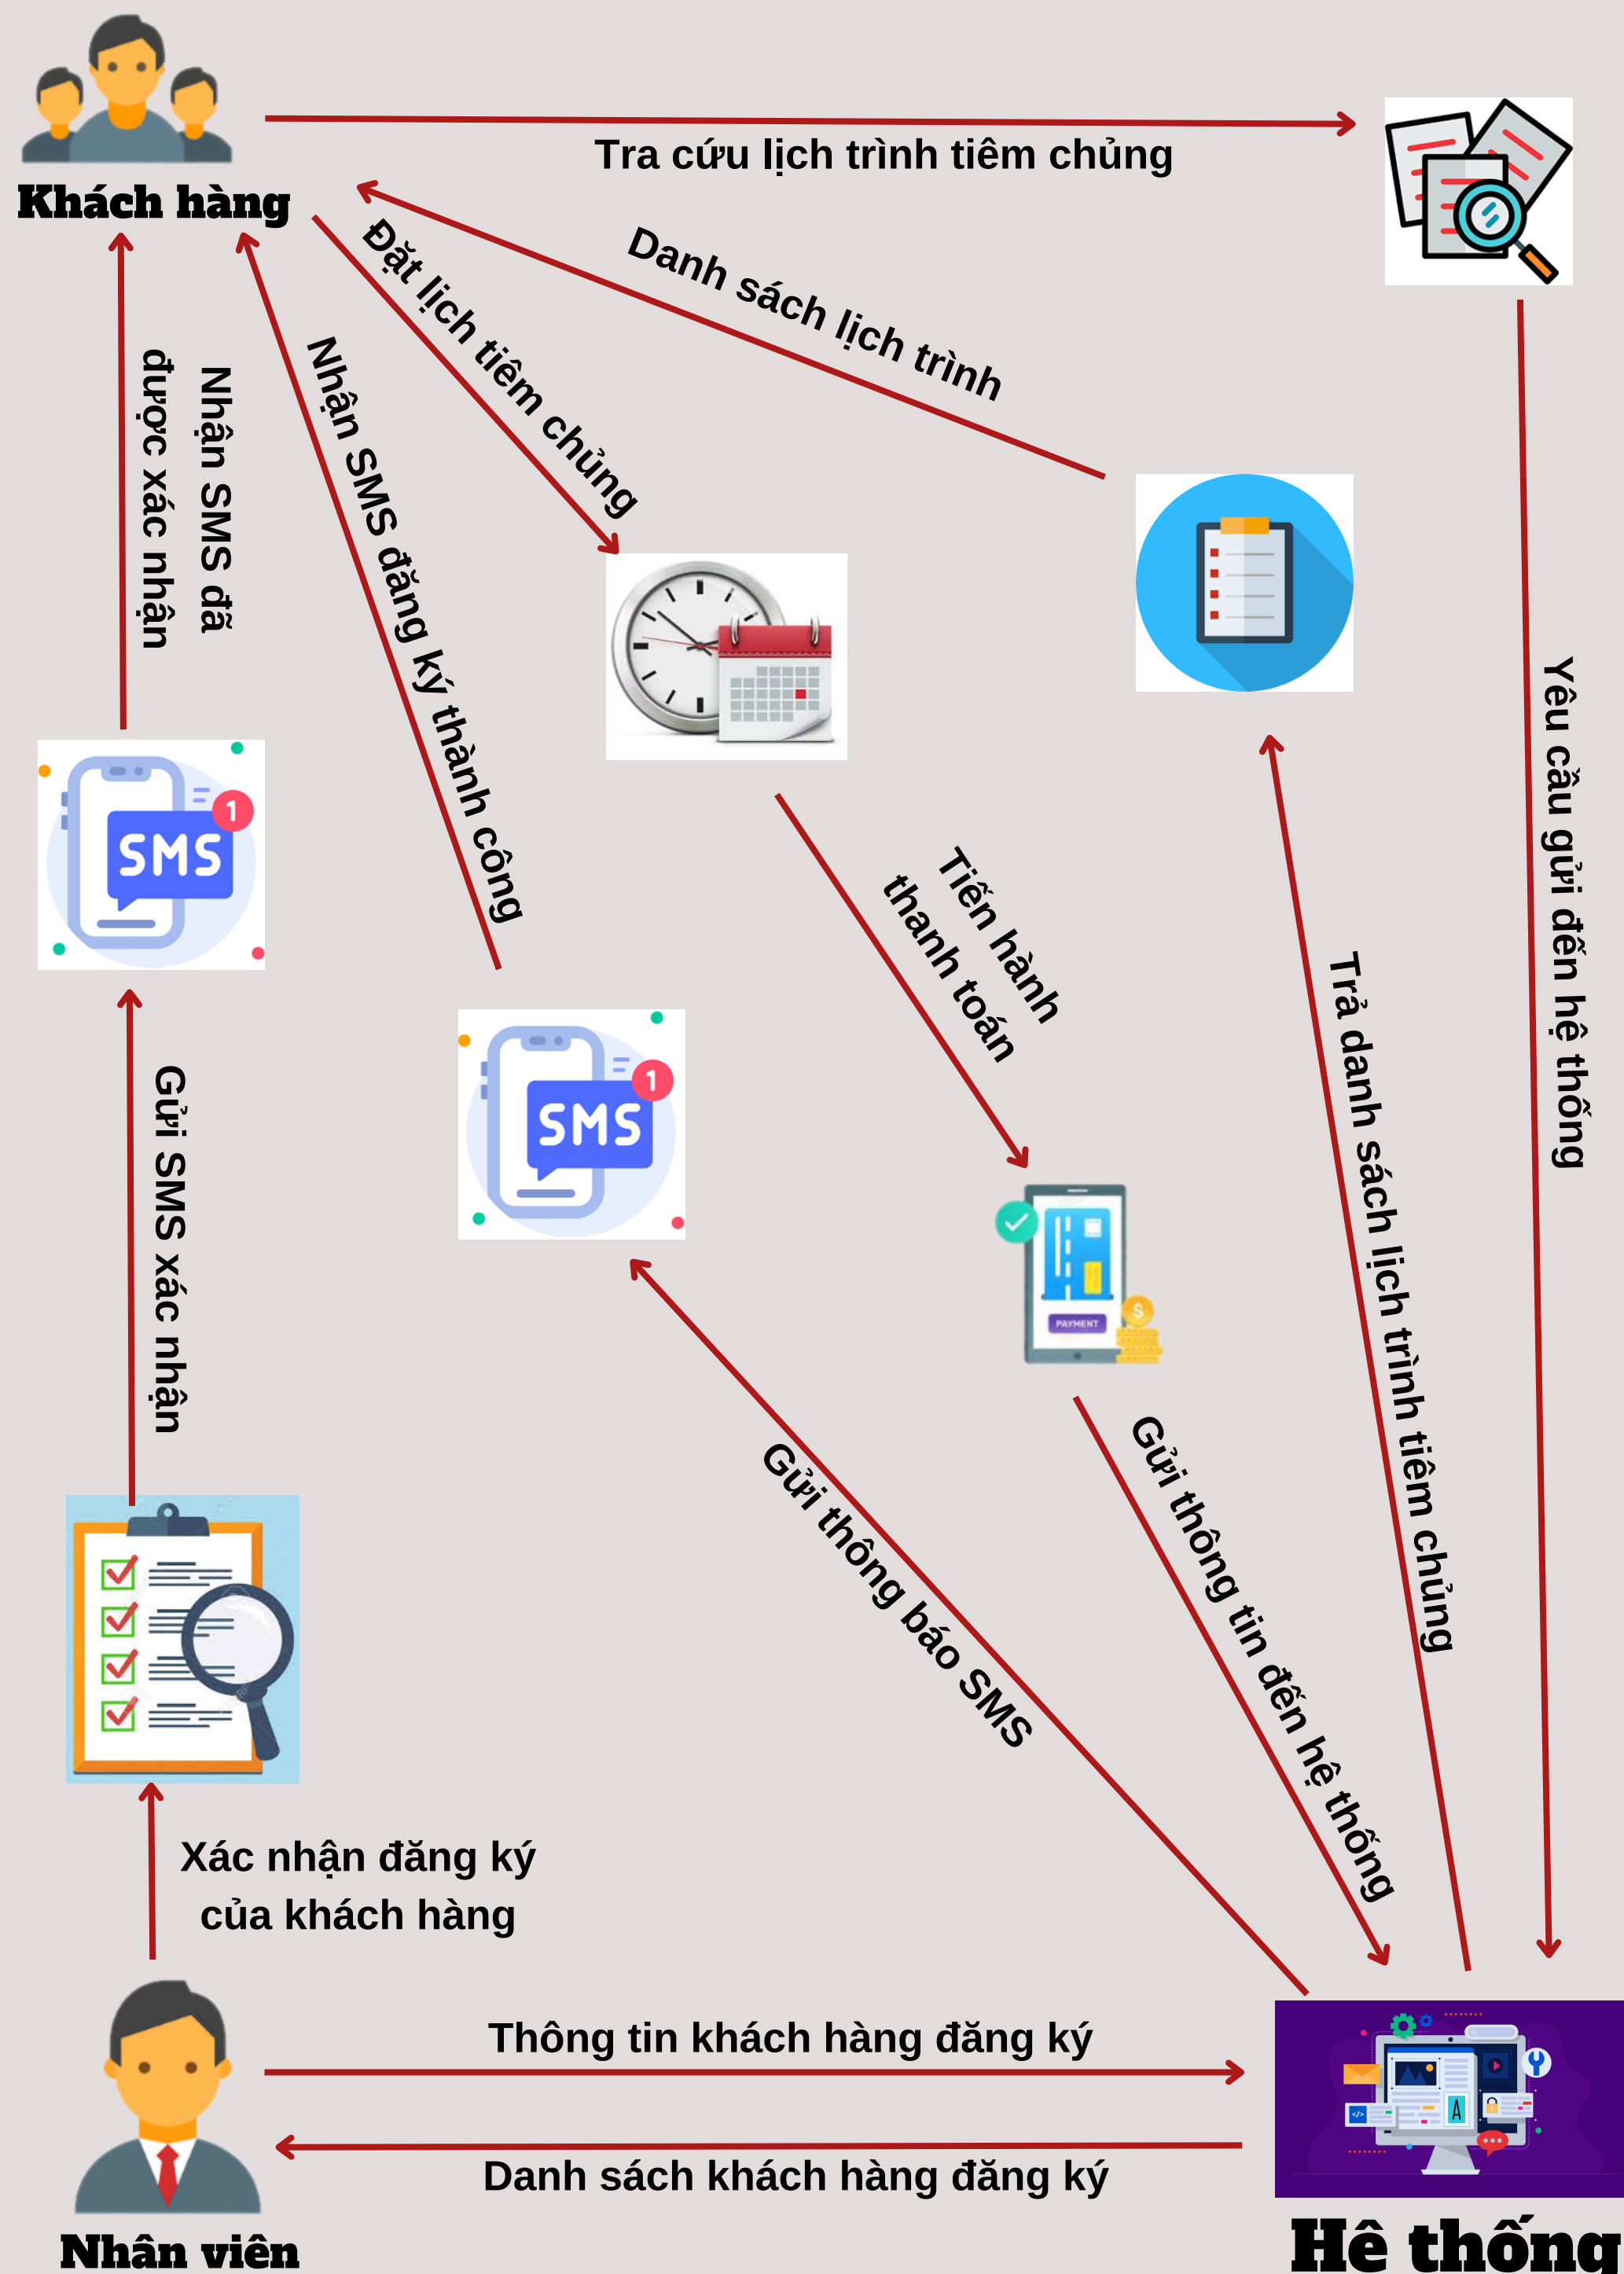 Khách hàng
Tra cứu lịch trình tiêm chủng
Danh sách lịch trình
Đặt lịch tiêm chủng
Nhận SMS đăng ký thành công
Nhận SMS đã
được xác nhận
Yêu cầu gửi đến hệ thống
SMS
1
Tiến hành
thanh toán
Trả danh sách lịch trình tiêm chủng
SMS
1
Gửi SMS xác nhận
PAYMENT
Gửi thông báo SMS
Gửi thông tin đến hệ thống
Xác nhận đăng ký
của khách hàng
Thông tin khách hàng đăng ký
Danh sách khách hàng đăng ký
A
</>
Nhân viên
Hê thống